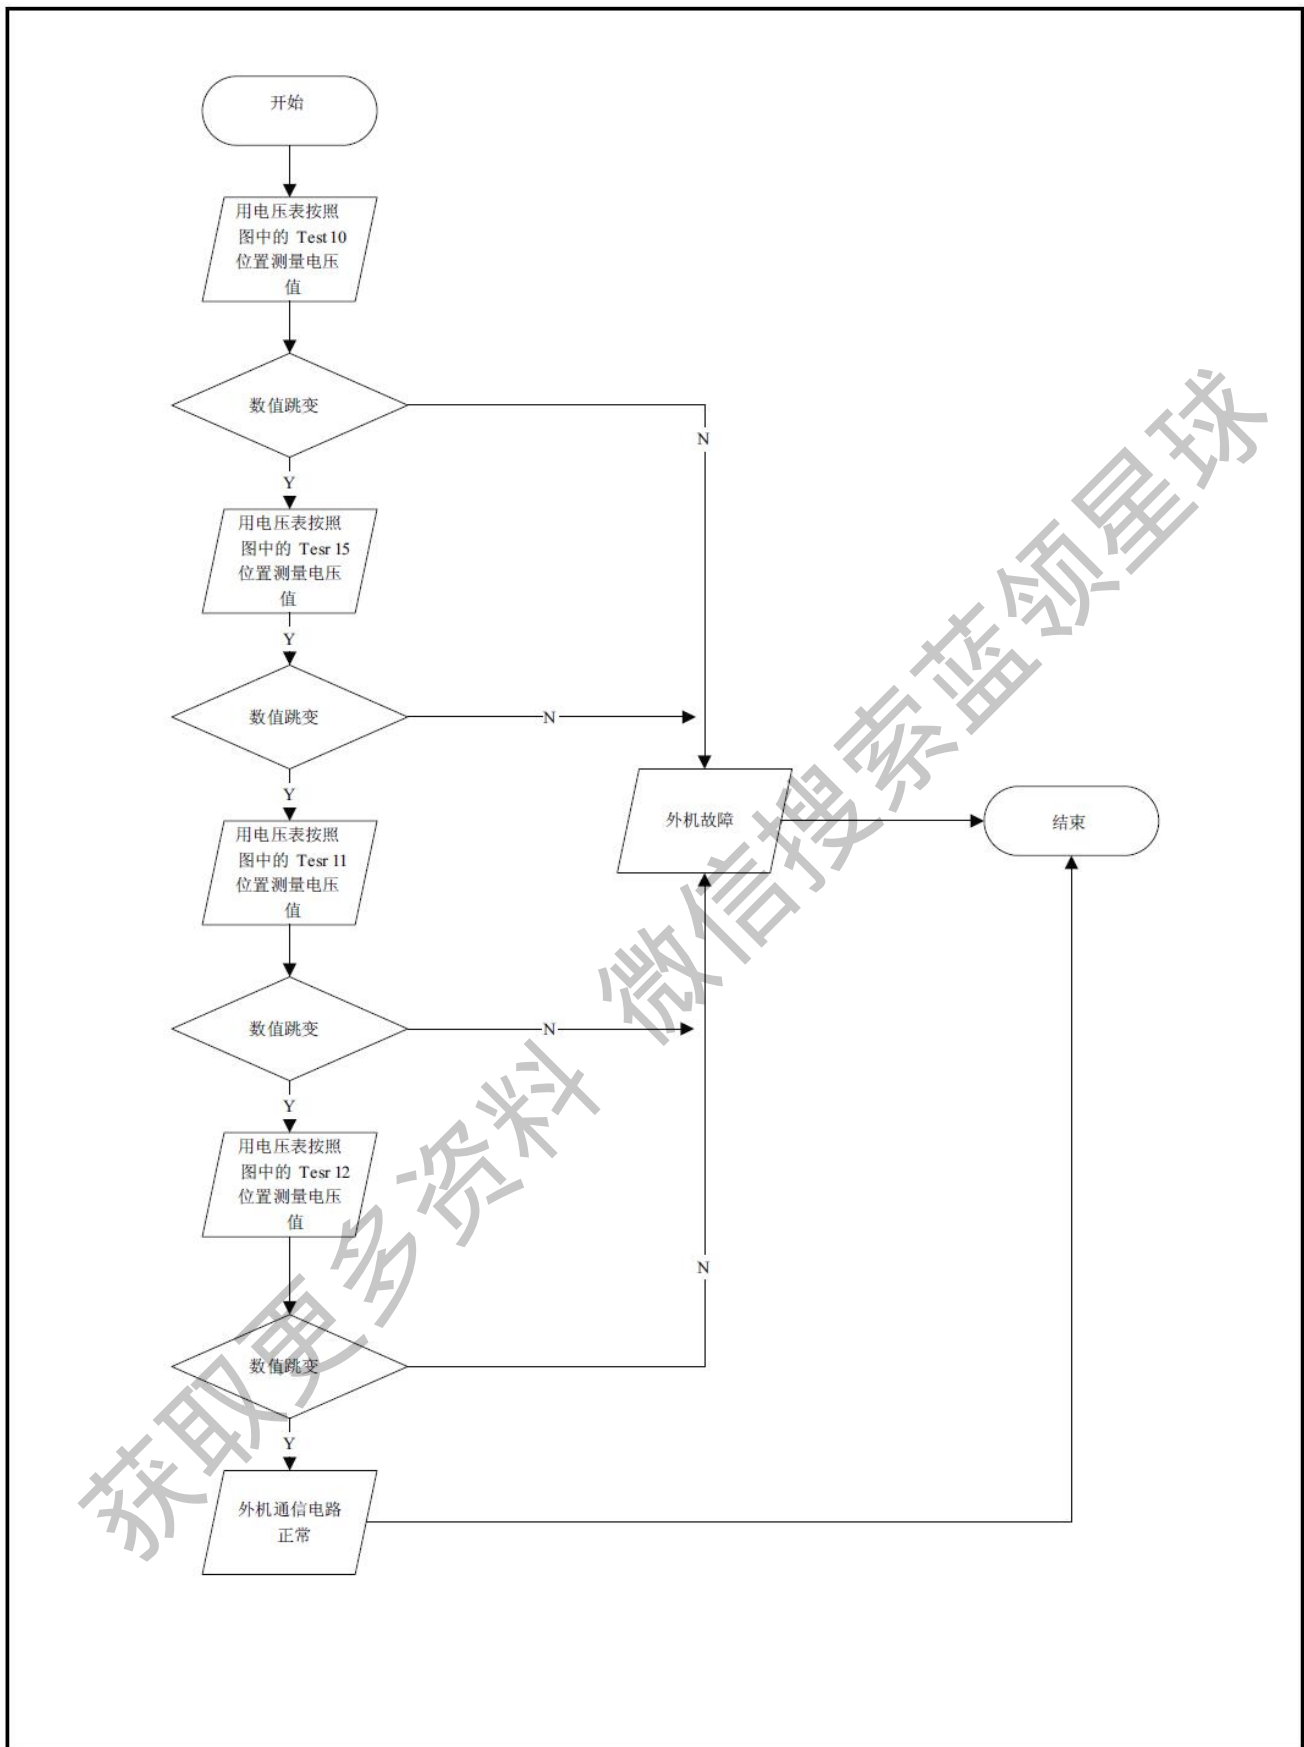 开始
用电压表按照
图中的 Test 10
位置测量电压
值
数值跳变
N
Y
用电压表按照
图中的 Tesr 15
位置测量电压
值
Y
数值跳变
N
Y
外机故障
结束
用电压表按照
图中的 Tesr 11
位置测量电压
值
数值跳变
N
Y
用电压表按照
图中的 Tesr 12
位置测量电压
值
N
数值跳变
Y
外机通信电路
正常
获取更多资料 微信搜索蓝领星球